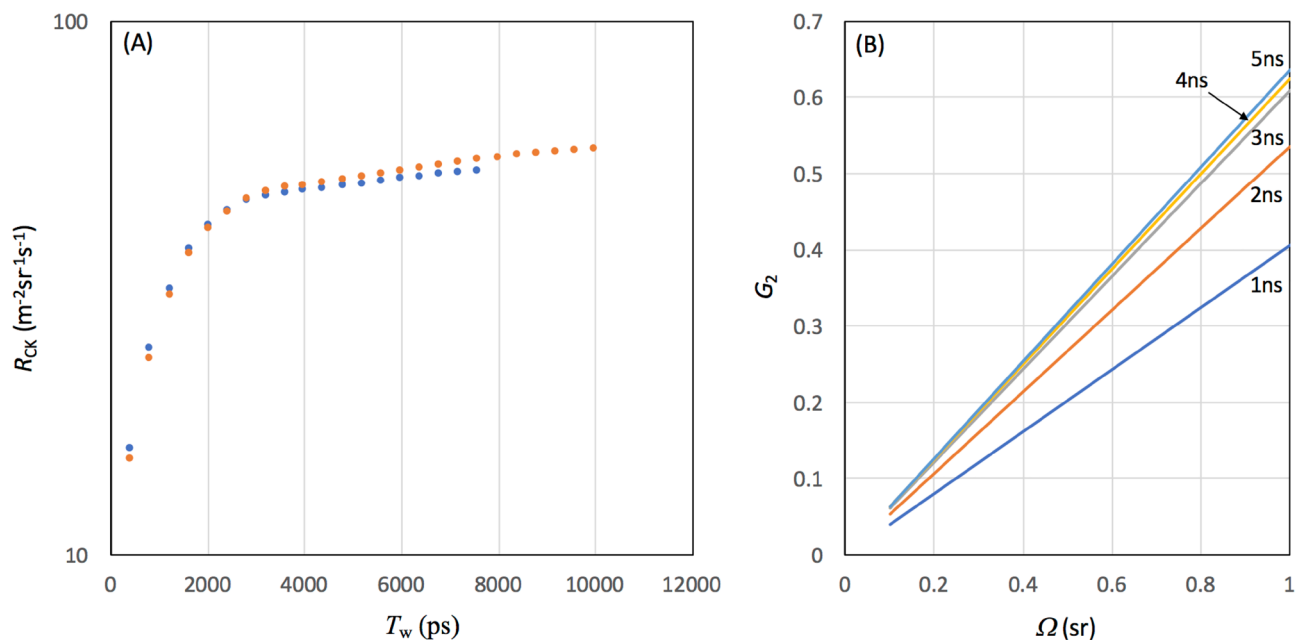 (A)
100
10
R_CK (m⁻²sr⁻¹s⁻¹)
0 2000 4000 6000 8000 10000 12000
T_w (ps)
(B)
0.7
0.6
0.5
0.4
0.3
0.2
0.1
0
G₂
5ns
4ns
3ns
2ns
1ns
0 0.2 0.4 0.6 0.8 1
Ω (sr)